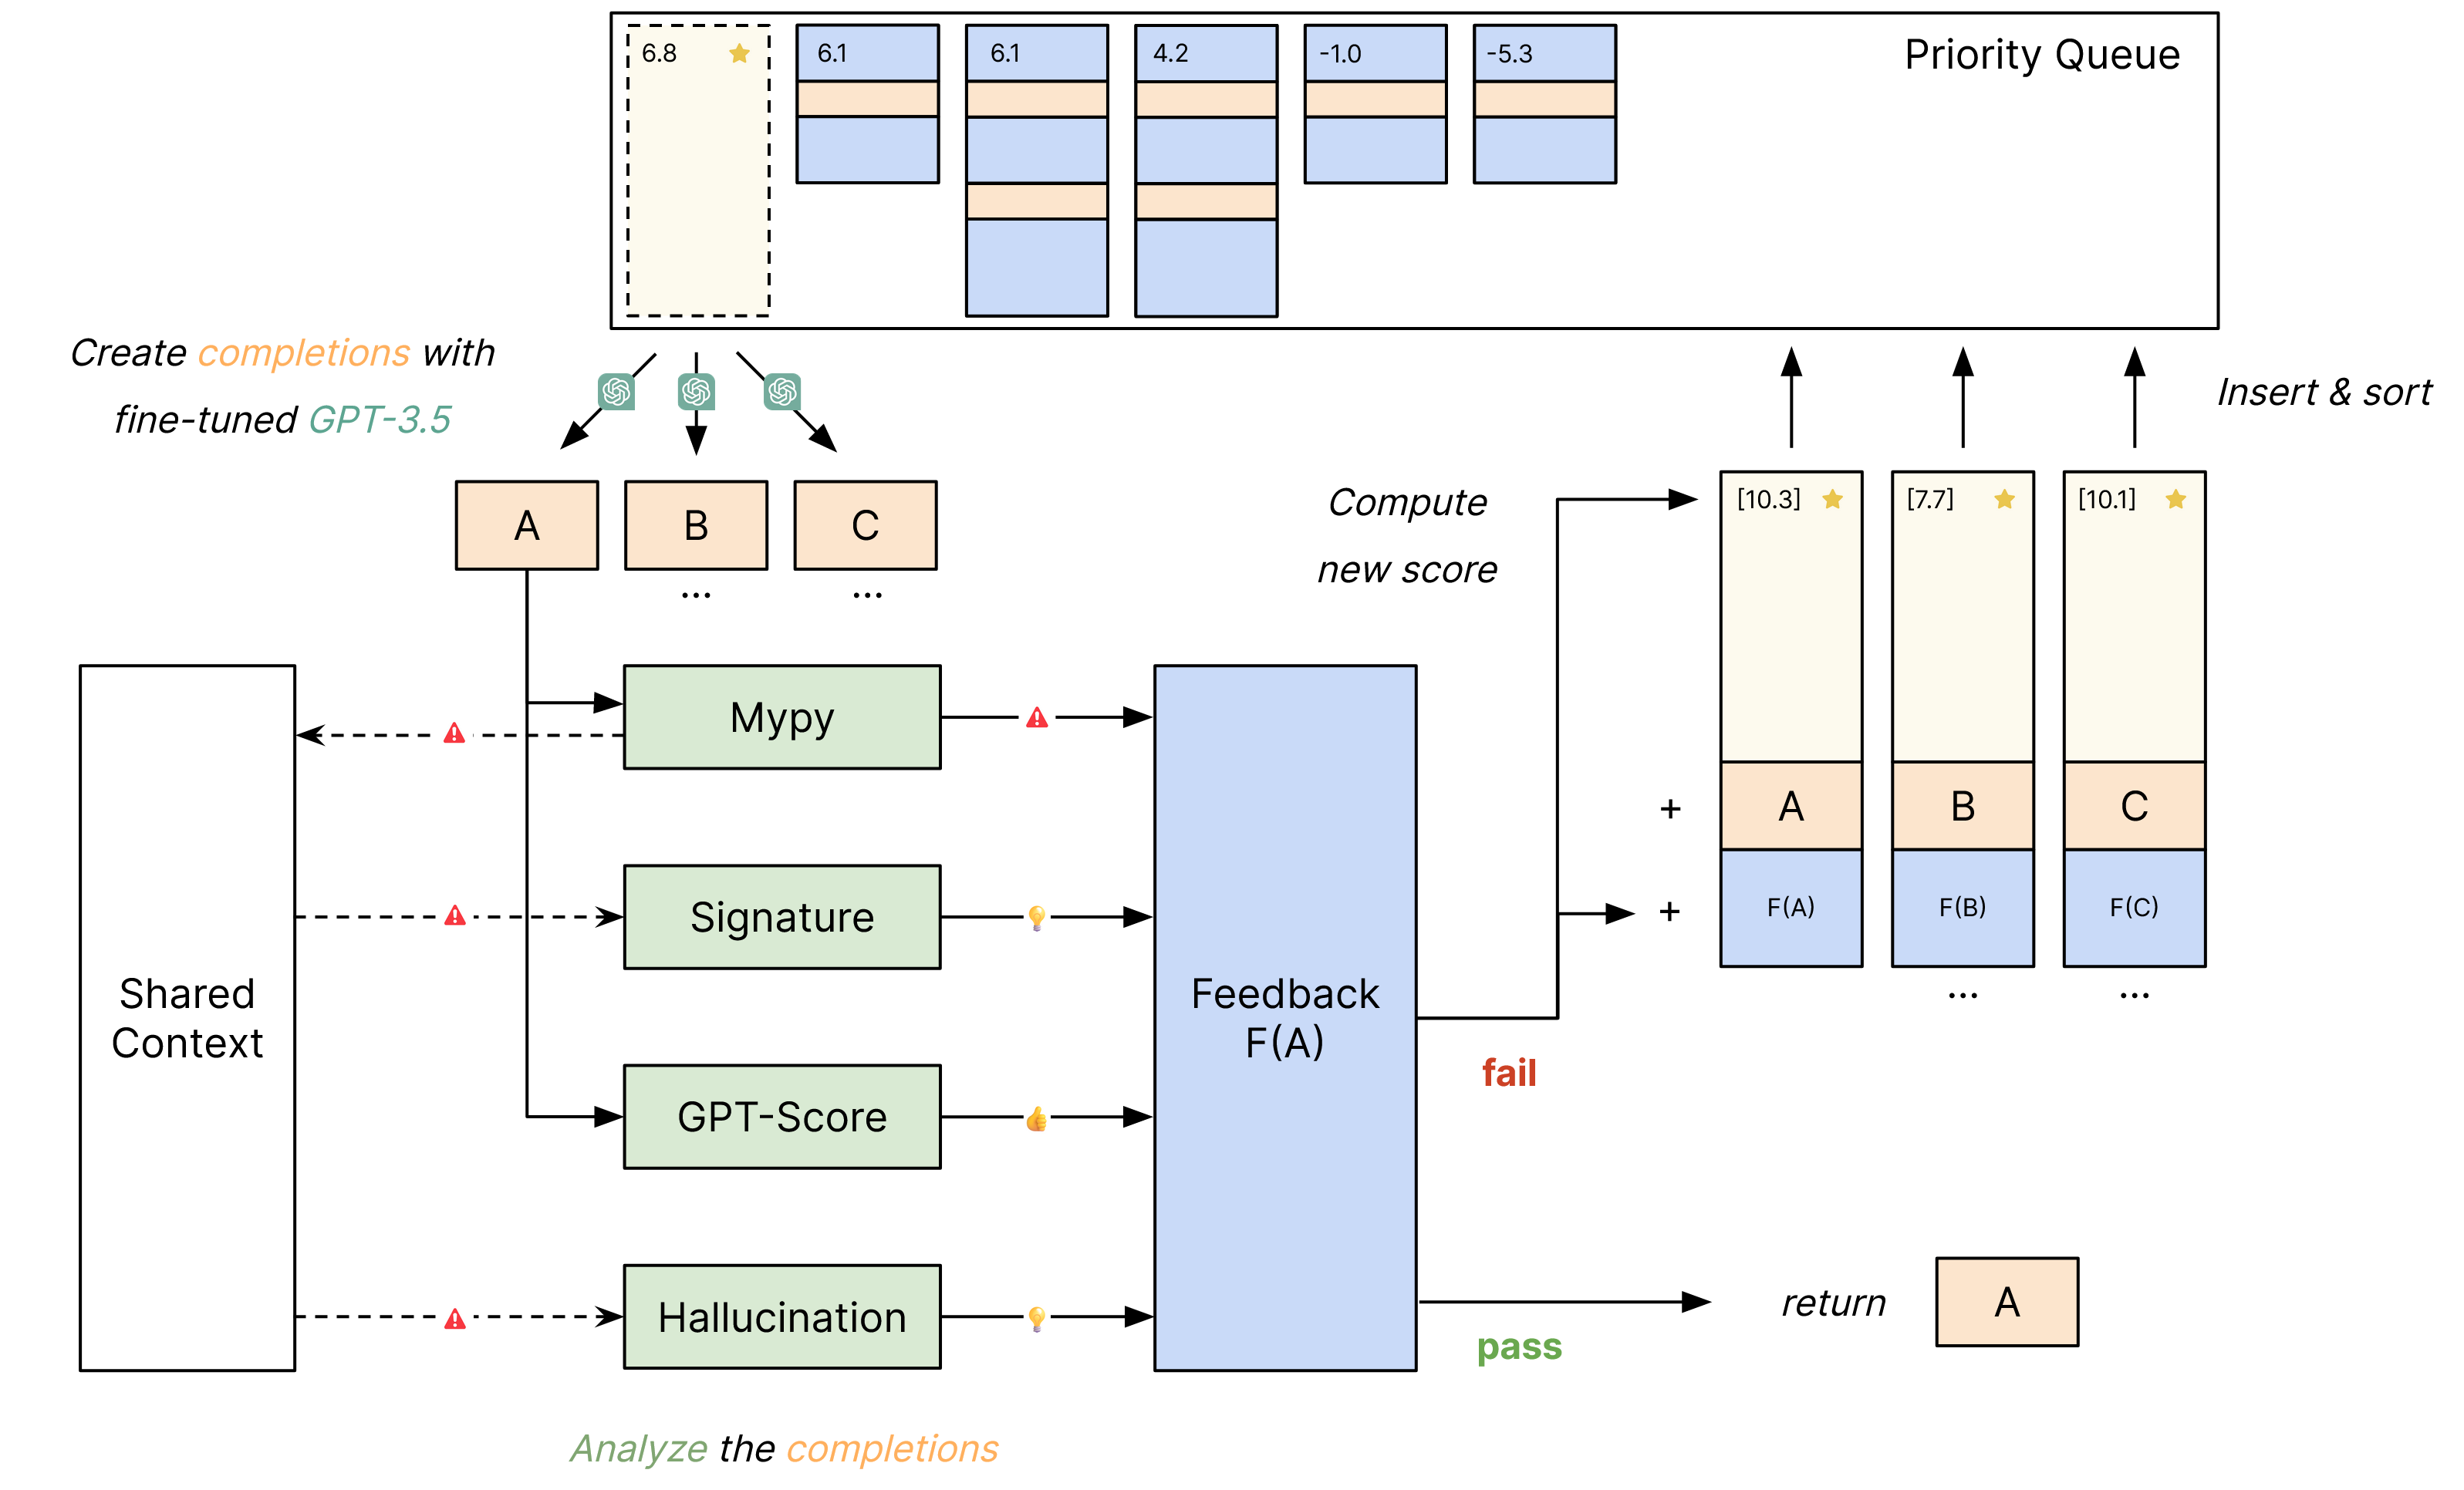 6.8
6.1
6.1
4.2
-1.0
-5.3
Priority Queue
Create completions with
fine-tuned GPT-3.5
Insert & sort
A
B
C
...
...
Compute
new score
[10.3]
[7.7]
[10.1]
+
A
B
C
+
F(A)
F(B)
F(C)
...
...
Shared
Context
Mypy
Signature
GPT-Score
Hallucination
Feedback
F(A)
fail
pass
return
A
Analyze the completions